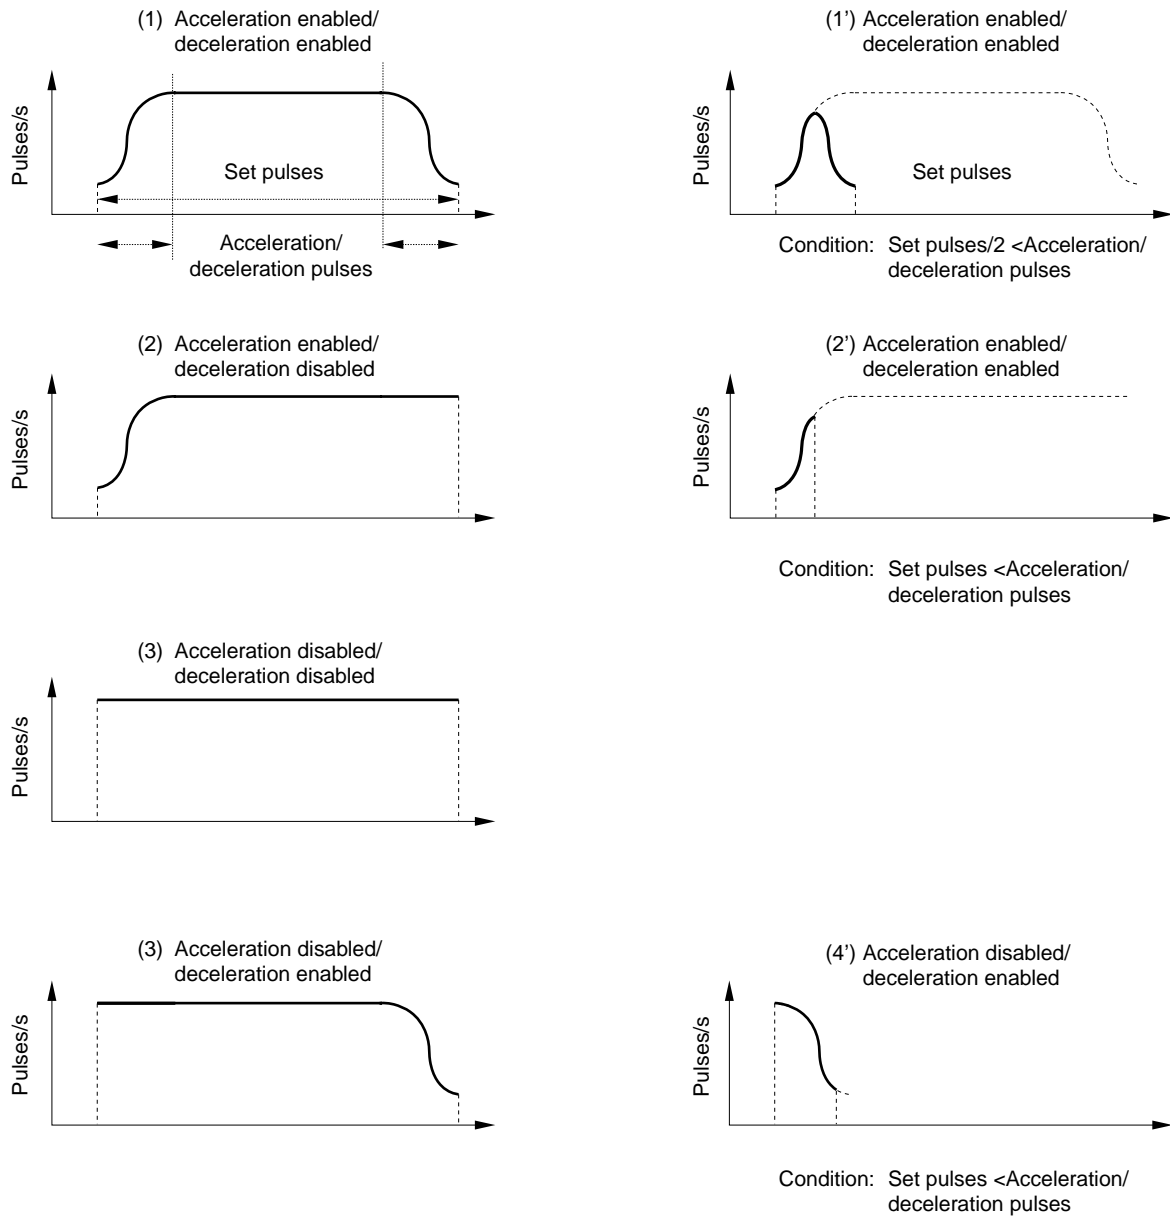 (1) Acceleration enabled/
deceleration enabled
Pulses/s
Set pulses
Acceleration/
deceleration pulses
(1’) Acceleration enabled/
deceleration enabled
Pulses/s
Set pulses
Condition: Set pulses/2 <Acceleration/
deceleration pulses
(2) Acceleration enabled/
deceleration disabled
Pulses/s
(2’) Acceleration enabled/
deceleration enabled
Pulses/s
Condition: Set pulses <Acceleration/
deceleration pulses
(3) Acceleration disabled/
deceleration disabled
Pulses/s
(3) Acceleration disabled/
deceleration enabled
Pulses/s
(4’) Acceleration disabled/
deceleration enabled
Pulses/s
Condition: Set pulses <Acceleration/
deceleration pulses